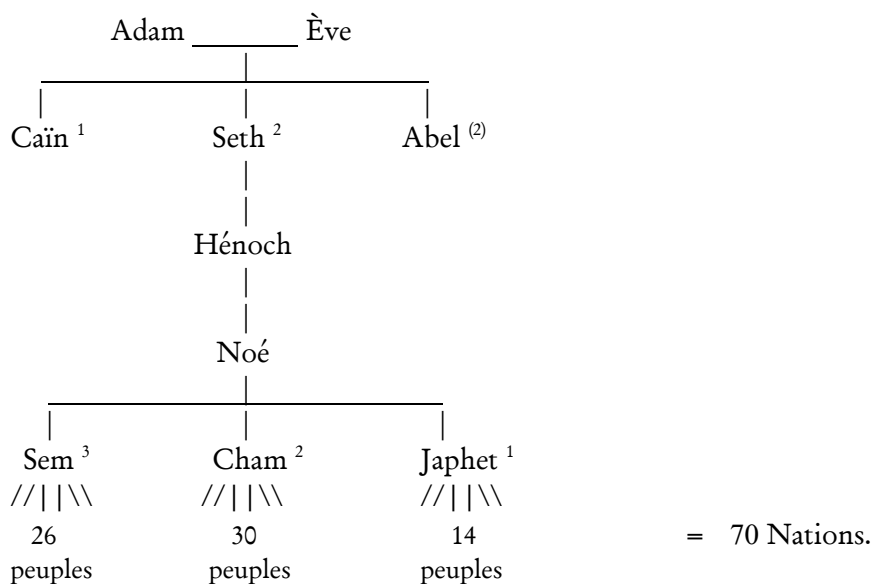 Adam ________ Ève
Caïn ¹ Seth ² Abel ⁽²⁾
Hénoch
Noé
Sem ³ Cham ² Japhet ¹
//||\\ //||\\ //||\\
26 30 14 = 70 Nations.
peuples peuples peuples